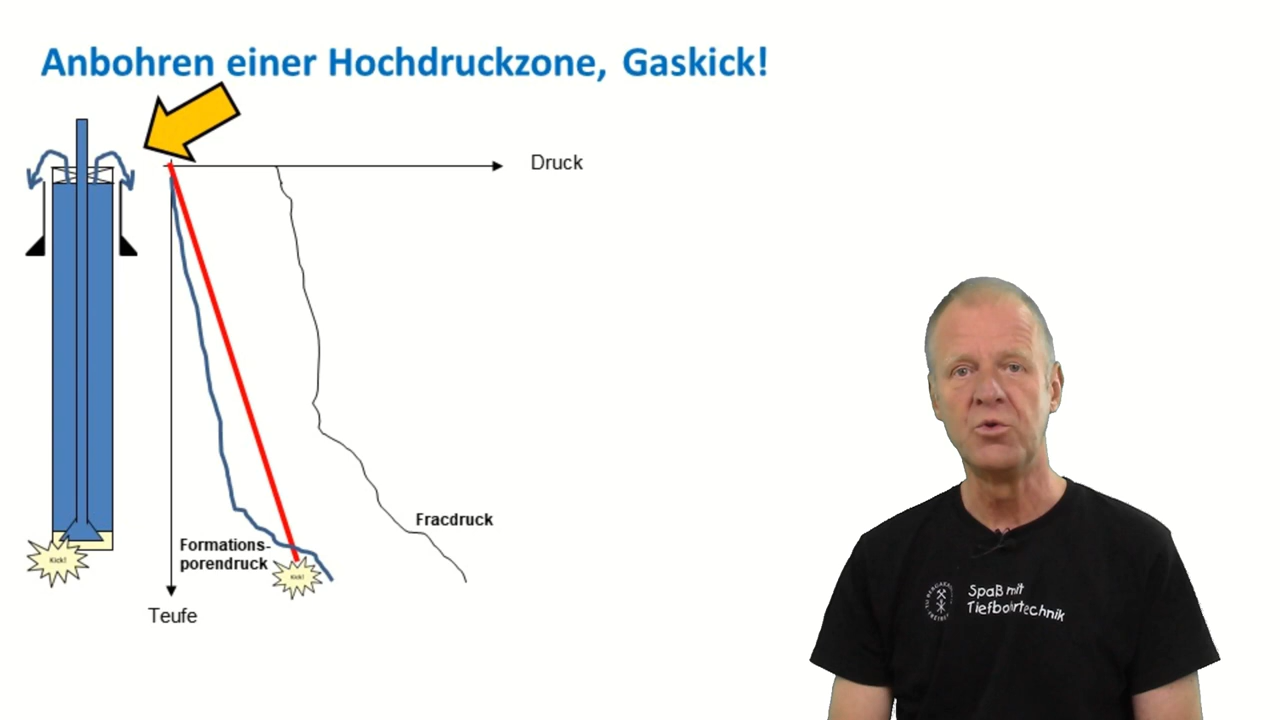 Anbohren einer Hochdruckzone, Gaskick!
Druck
Fracdruck
Formations-
porendruck
Kick!
Kick!
Teufe
Spaß mit
Tiefbohrtechnik